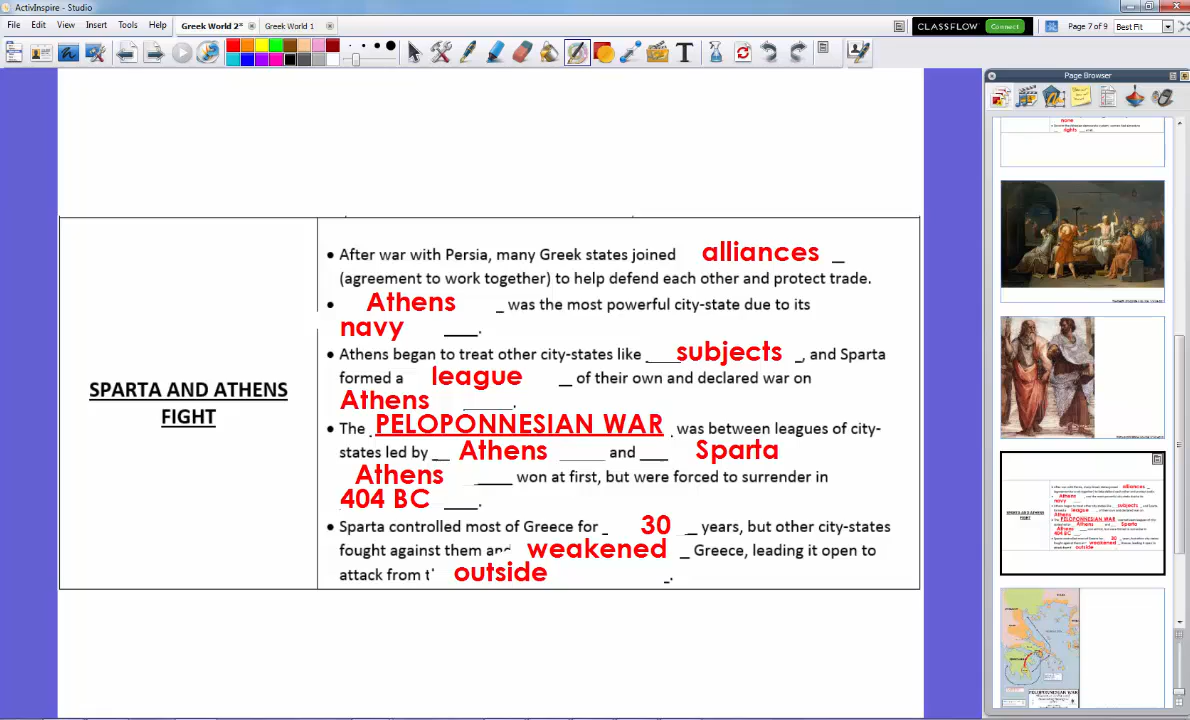 ActivInspire - Studio
File Edit View Insert Tools Help
Greek World 2*
Greek World 1
CLASSFLOW Connect
Page 7 of 9
Best Fit
Page Browser
SPARTA AND ATHENS
FIGHT
• After war with Persia, many Greek states joined alliances _
(agreement to work together) to help defend each other and protect trade.
• Athens _ was the most powerful city-state due to its
navy ____.
• Athens began to treat other city-states like ____subjects _, and Sparta
formed a league _ of their own and declared war on
Athens ______.
• The PELOPONNESIAN WAR was between leagues of city-
states led by __ Athens _____ and ___ Sparta
Athens ____ won at first, but were forced to surrender in
404 BC ____.
• Sparta controlled most of Greece for _ 30 _ years, but other city-states
fought against them and weakened _ Greece, leading it open to
attack from t' outside _.
none
rights
PELOPONNESIAN WAR